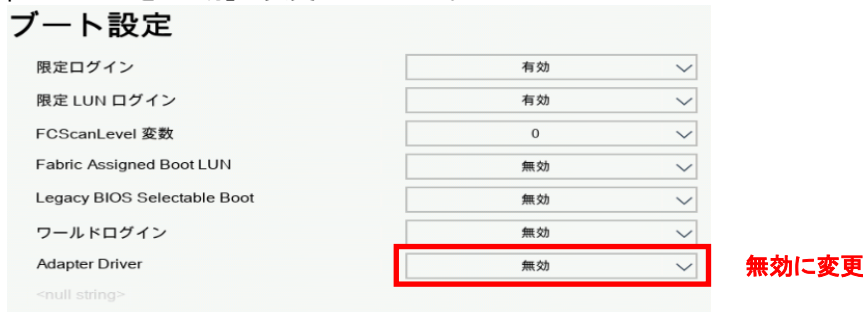 ブート設定
限定ログイン 有効
限定 LUN ログイン 有効
FCScanLevel 変数 0
Fabric Assigned Boot LUN 無効
Legacy BIOS Selectable Boot 無効
ワールドログイン 無効
Adapter Driver 無効 無効に変更
<null string>